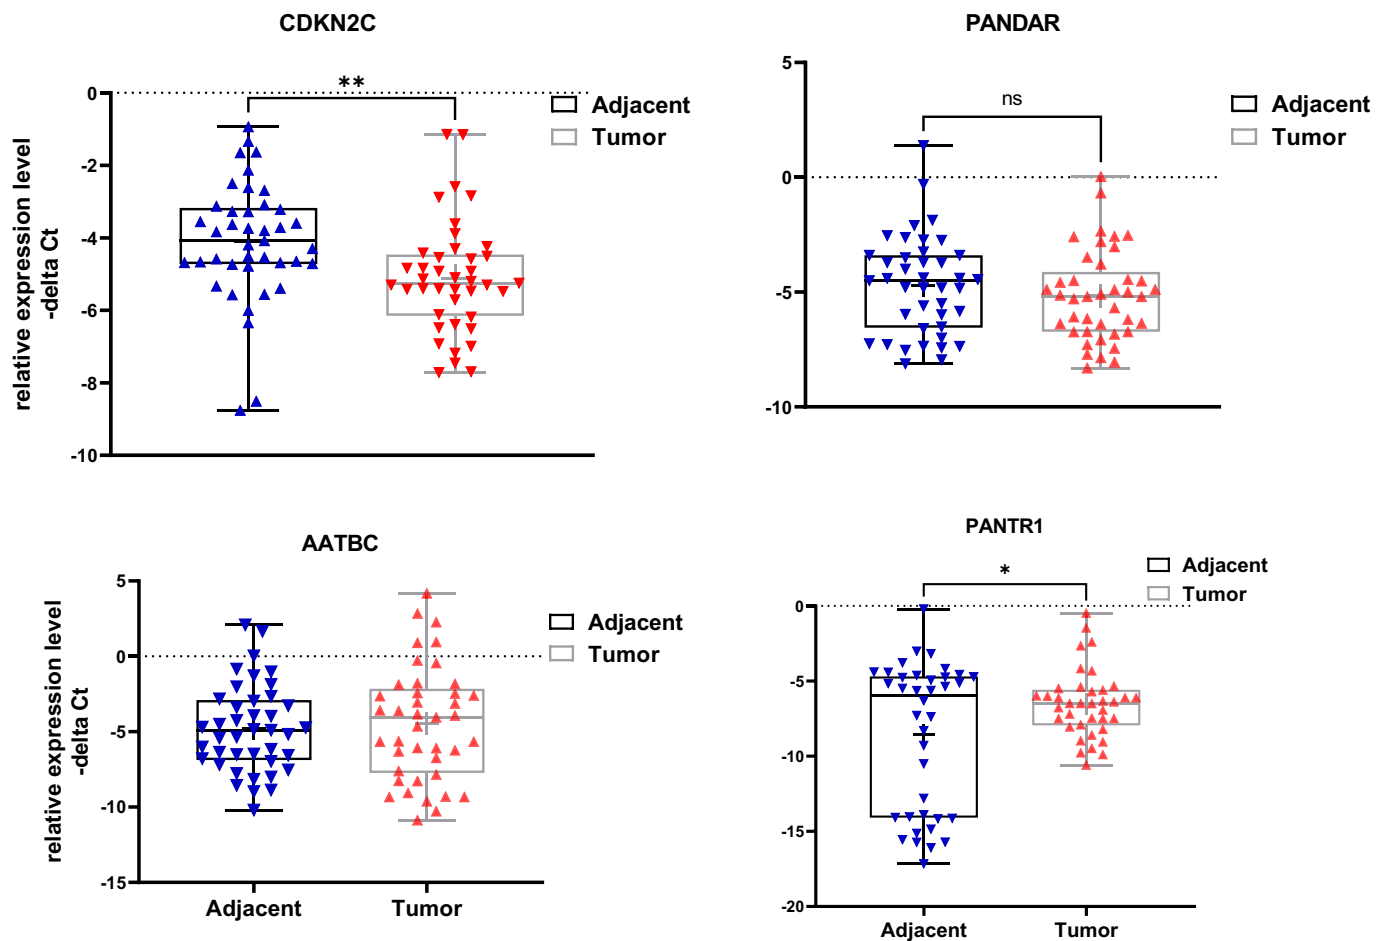 CDKN2C
**
0
-2
-4
-6
-8
-10
relative expression level
-delta Ct
Adjacent
Tumor
PANDAR
ns
5
0
-5
-10
Adjacent
Tumor
AATBC
5
0
-5
-10
-15
relative expression level
-delta Ct
Adjacent
Tumor
Adjacent
Tumor
PANTR1
*
0
-5
-10
-15
-20
Adjacent
Tumor
Adjacent
Tumor